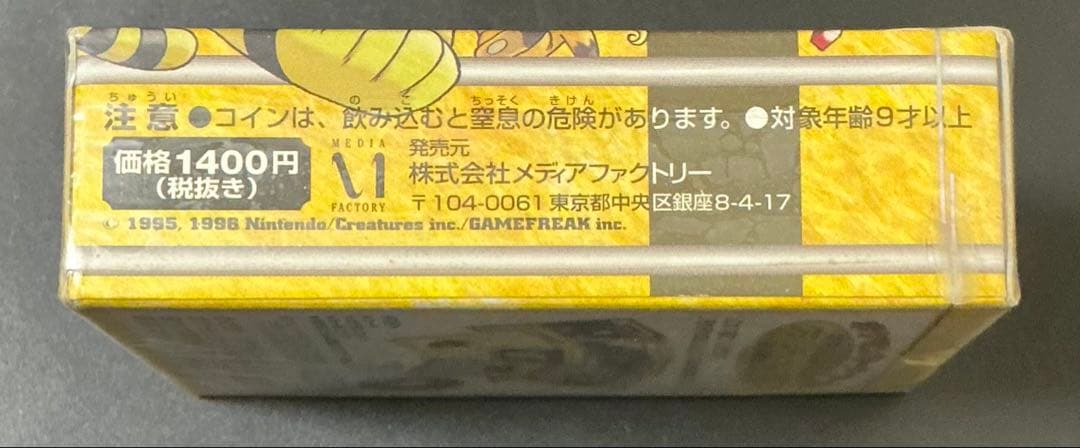 ちゅうい の こ ちっそく きけん
注意 ●コインは、飲み込むと窒息の危険があります。●対象年齢9才以上
価格1400円
(税抜き)
MEDIA
FACTORY
発売元
株式会社メディアファクトリー
〒104-0061 東京都中央区銀座8-4-17
© 1995, 1996 Nintendo/Creatures inc./GAMEFREAK inc.